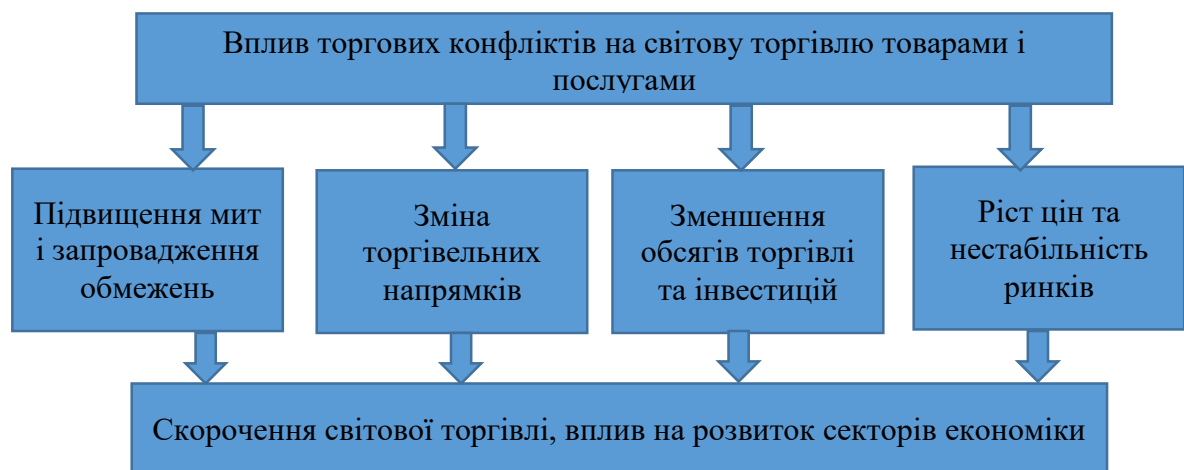 Вплив торгових конфліктів на світову торгівлю товарами і
послугами
Підвищення мит
і запровадження
обмежень
Зміна
торгівельних
напрямків
Зменшення
обсягів торгівлі
та інвестицій
Ріст цін та
нестабільність
ринків
Скорочення світової торгівлі, вплив на розвиток секторів економіки